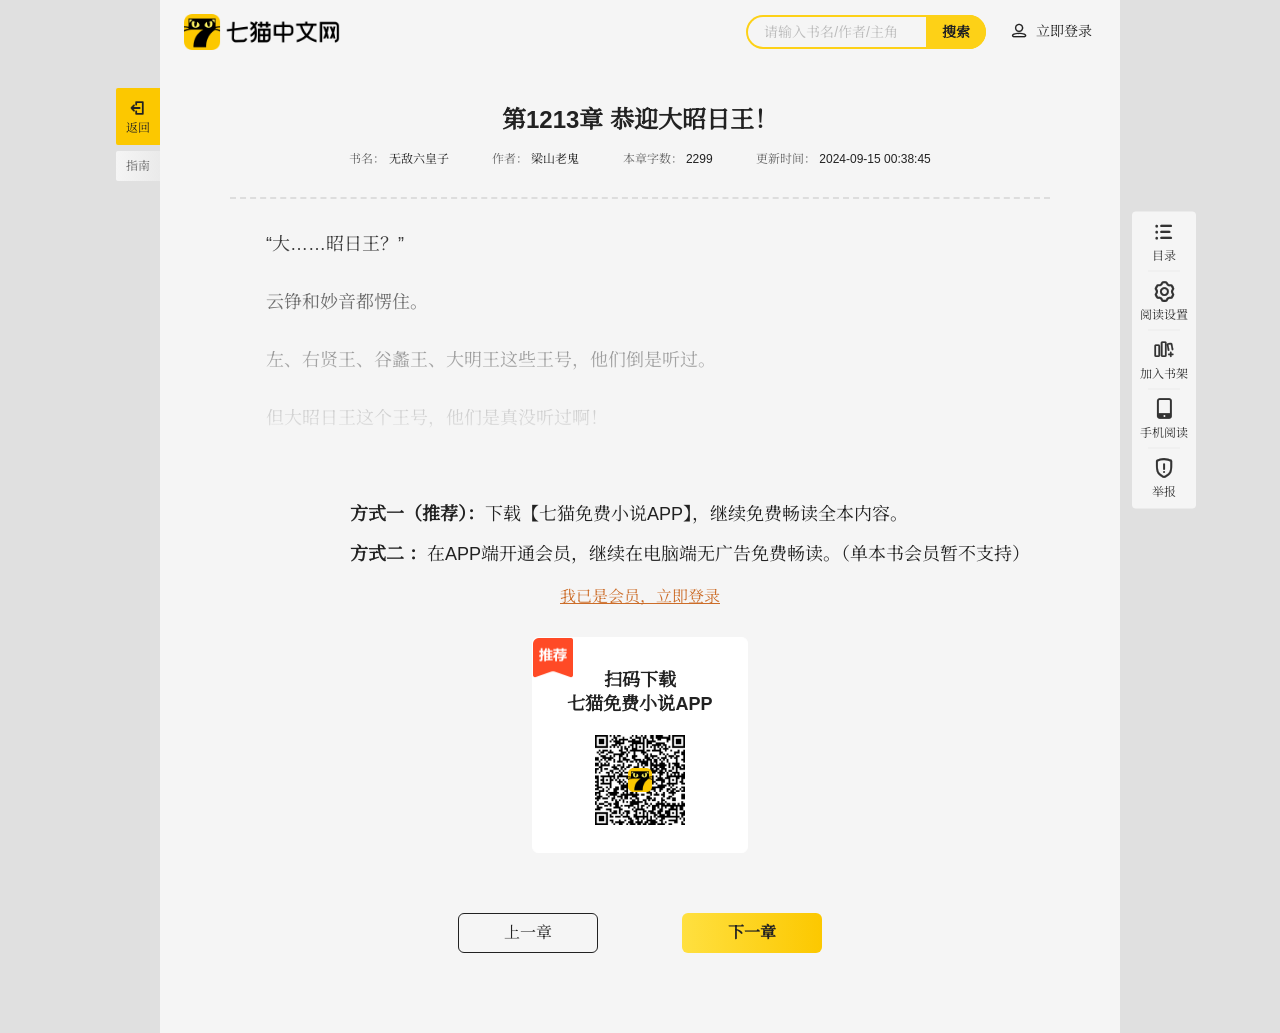 七猫中文网
请输入书名/作者/主角
搜索
立即登录
返回
指南
第1213章 恭迎大昭日王！
书名： 无敌六皇子 作者： 梁山老鬼 本章字数： 2299 更新时间： 2024-09-15 00:38:45
“大……昭日王？”
云铮和妙音都愣住。
左、右贤王、谷蠡王、大明王这些王号，他们倒是听过。
但大昭日王这个王号，他们是真没听过啊！
目录
阅读设置
加入书架
手机阅读
举报
方式一（推荐）：下载【七猫免费小说APP】，继续免费畅读全本内容。
方式二 ： 在APP端开通会员，继续在电脑端无广告免费畅读。（单本书会员暂不支持）
我已是会员，立即登录
推荐
扫码下载
七猫免费小说APP
上一章
下一章